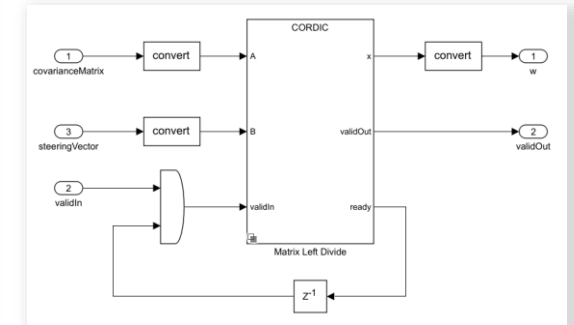 CORDIC
1
convert
A
x
convert
1
covarianceMatrix
w
3
convert
B
validOut
2
steeringVector
validOut
2
validIn
validIn
ready
Matrix Left Divide
Z-1